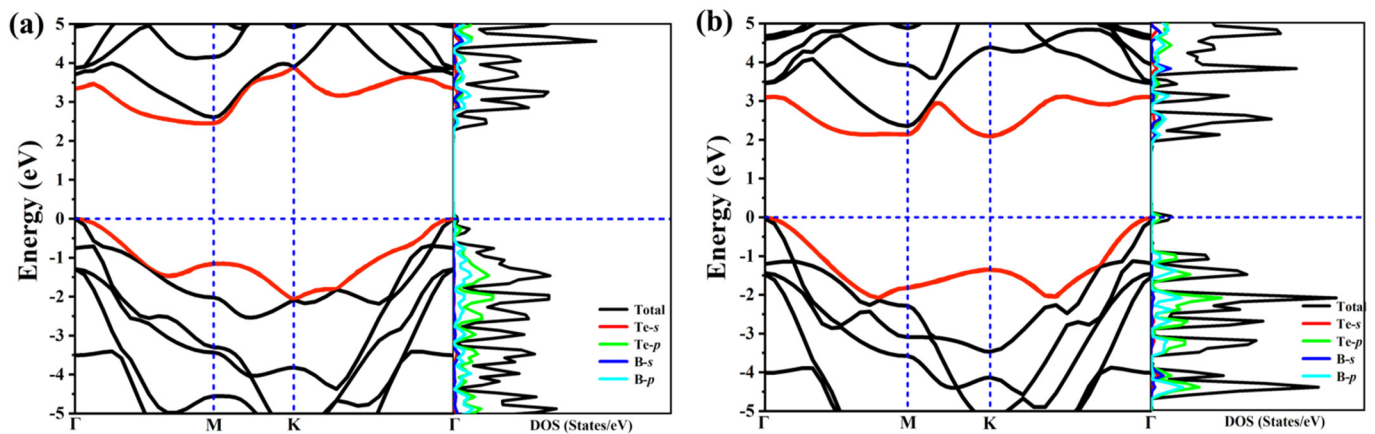 (a)
Energy (eV)
5
4
3
2
1
0
-1
-2
-3
-4
-5
Γ
M
K
Γ
DOS (States/eV)
Total
Te-s
Te-p
B-s
B-p
(b)
Energy (eV)
5
4
3
2
1
0
-1
-2
-3
-4
-5
Γ
M
K
Γ
DOS (States/eV)
Total
Te-s
Te-p
B-s
B-p